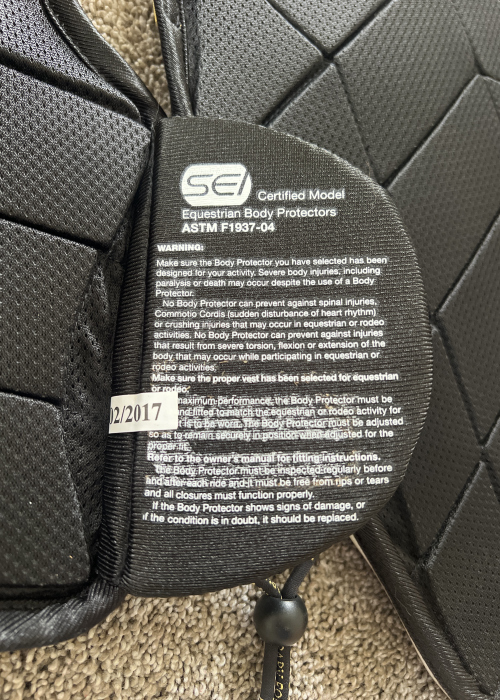 SEI Certified Model
Equestrian Body Protectors
ASTM F1937-04
WARNING:
Make sure the Body Protector you have selected has been
designed for your activity. Severe body injuries, including
paralysis or death may occur despite the use of a Body
Protector.
No Body Protector can prevent against spinal injuries,
Commotio Cordis (sudden disturbance of heart rhythm)
or crushing injuries that may occur in equestrian or rodeo
activities. No Body Protector can prevent against injuries
that result from severe torsion, flexion or extension of the
body that may occur while participating in equestrian or
rodeo activities.
Make sure the proper vest has been selected for equestrian
or rodeo.
maximum performance, the Body Protector must be
02/2017
and fitted to match the equestrian or rodeo activity for
it is to be worn. The Body Protector must be adjusted
so as to remain securely in position when adjusted for the
proper fit.
Refer to the owner's manual for fitting instructions.
The Body Protector must be inspected regularly before
and after each ride and it must be free from rips or tears
and all closures must function properly.
If the Body Protector shows signs of damage, or
if the condition is in doubt, it should be replaced.